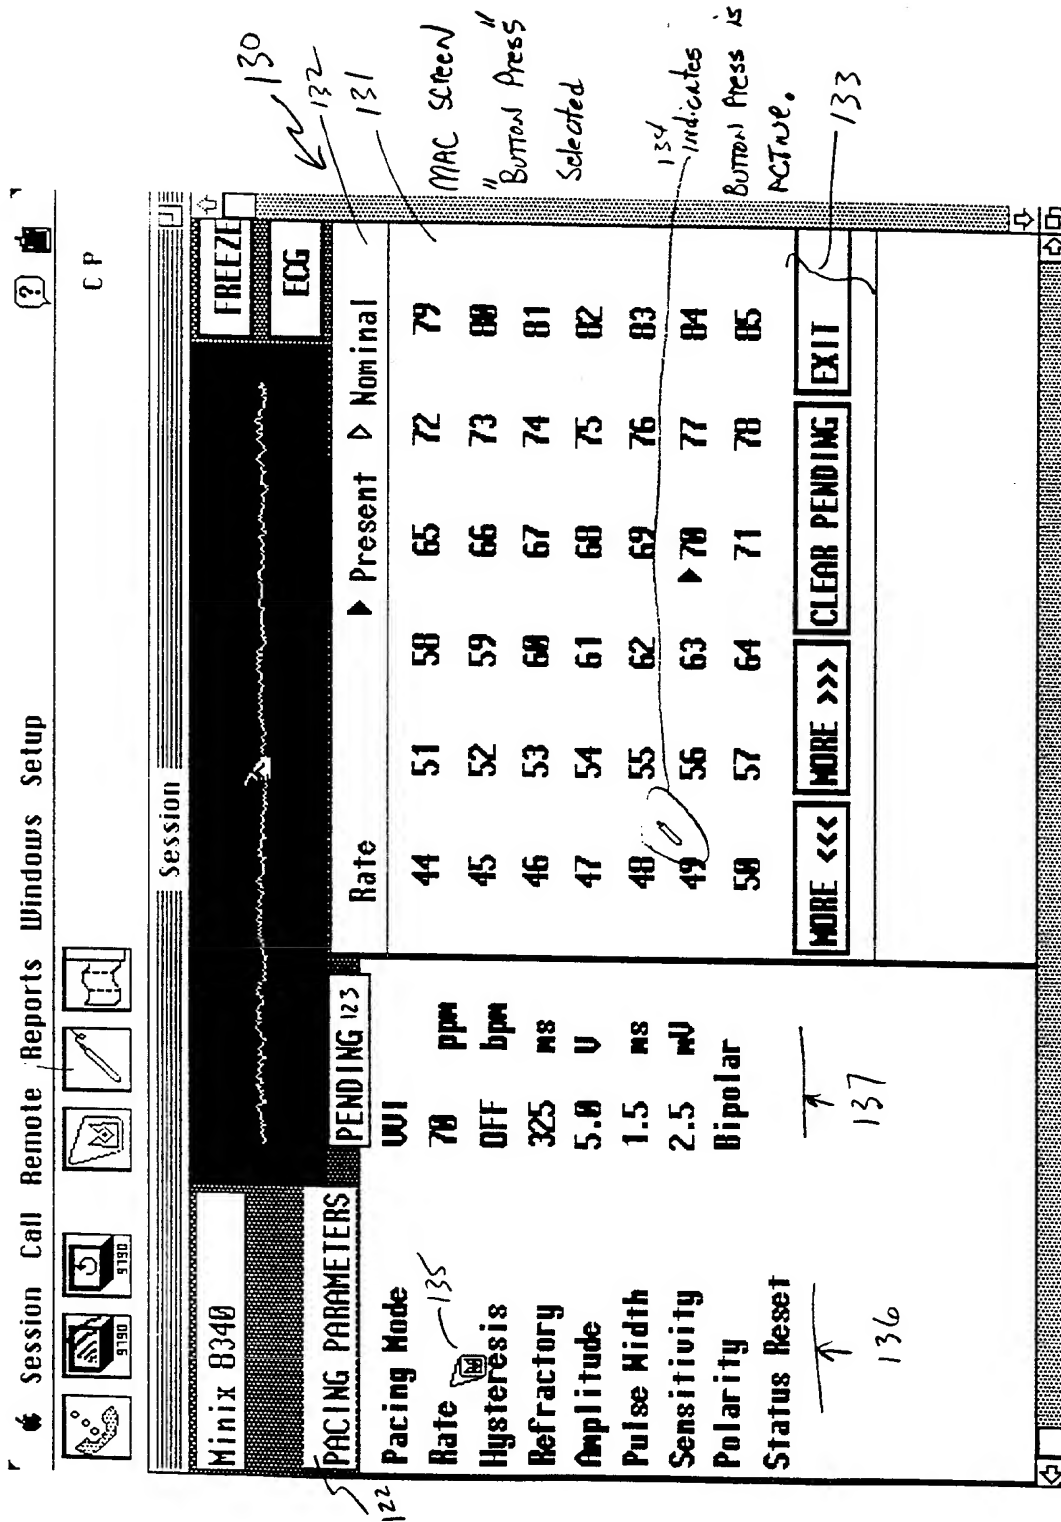 Session Call Remote Reports Windows Setup
?
9790 9790
C P
Session
Minix 8340
FREEZE
ECG
PACING PARAMETERS
PENDING 123
Pacing Mode VVI
Rate 70 ppm
Hysteresis OFF bpm
Refractory 325 ms
Amplitude 5.0 V
Pulse Width 1.5 ms
Sensitivity 2.5 mV
Polarity Bipolar
Status Reset
Rate Present Nominal
44 51 58 65 72 79
45 52 59 66 73 80
46 53 60 67 74 81
47 54 61 68 75 82
48 55 62 69 76 83
49 56 63 70 77 84
50 57 64 71 78 85
MORE <<< MORE >>> CLEAR PENDING EXIT
122
135
136
137
130
132
131
MAC SCREEN
"BUTTON Press"
Selected
134
indicates
BUTTON Press is
ACTIVE.
133